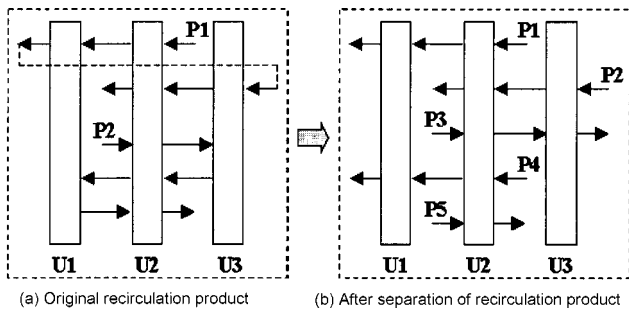 P1
P2
U1 U2 U3
(a) Original recirculation product
P1
P2
P3
P4
P5
U1 U2 U3
(b) After separation of recirculation product